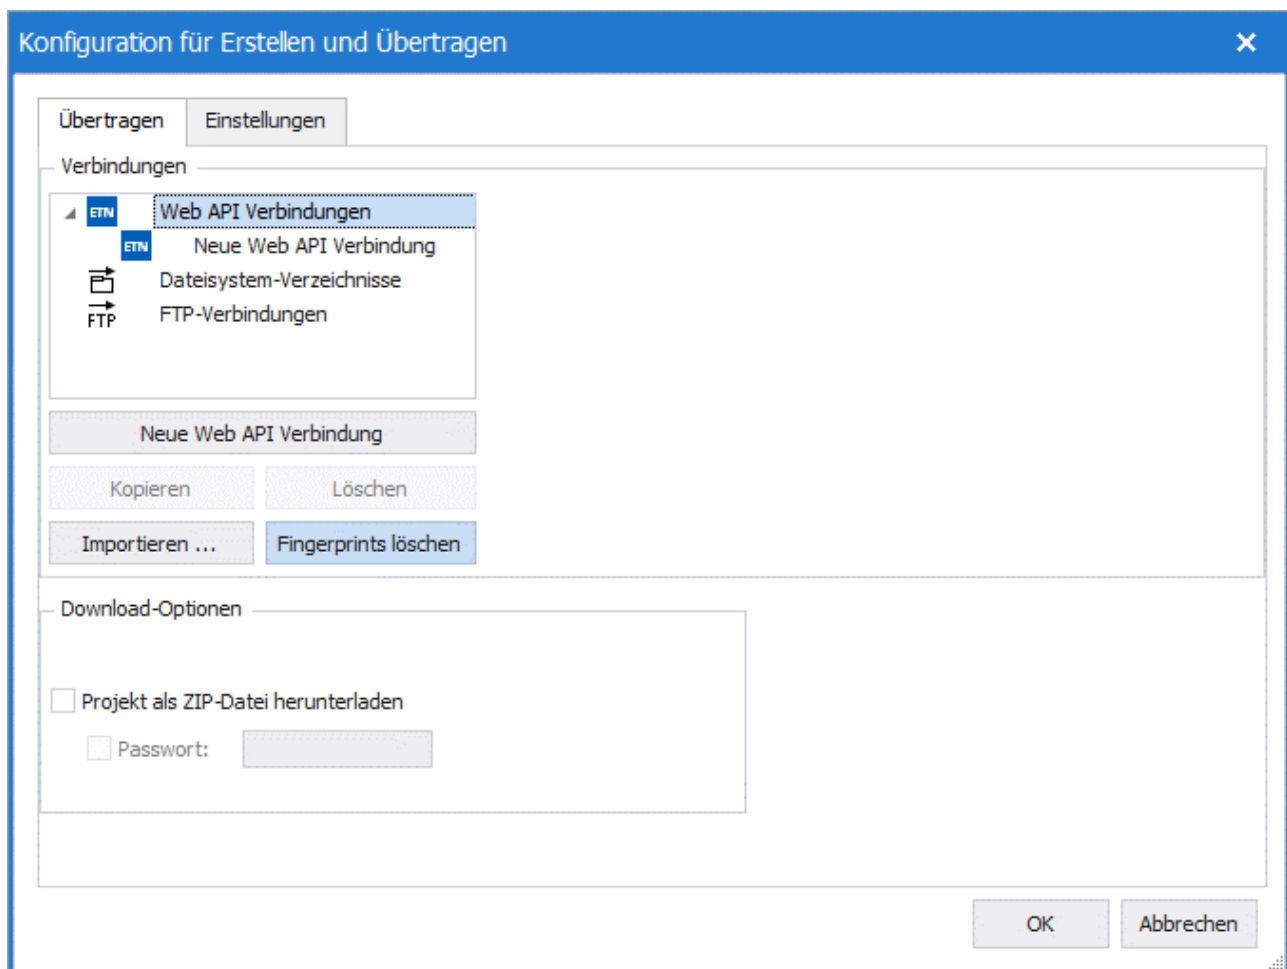 Konfiguration für Erstellen und Übertragen
Übertragen Einstellungen
Verbindungen
ETN Web API Verbindungen
ETN Neue Web API Verbindung
Dateisystem-Verzeichnisse
FTP FTP-Verbindungen
Neue Web API Verbindung
Kopieren Löschen
Importieren ... Fingerprints löschen
Download-Optionen
Projekt als ZIP-Datei herunterladen
Passwort:
OK Abbrechen